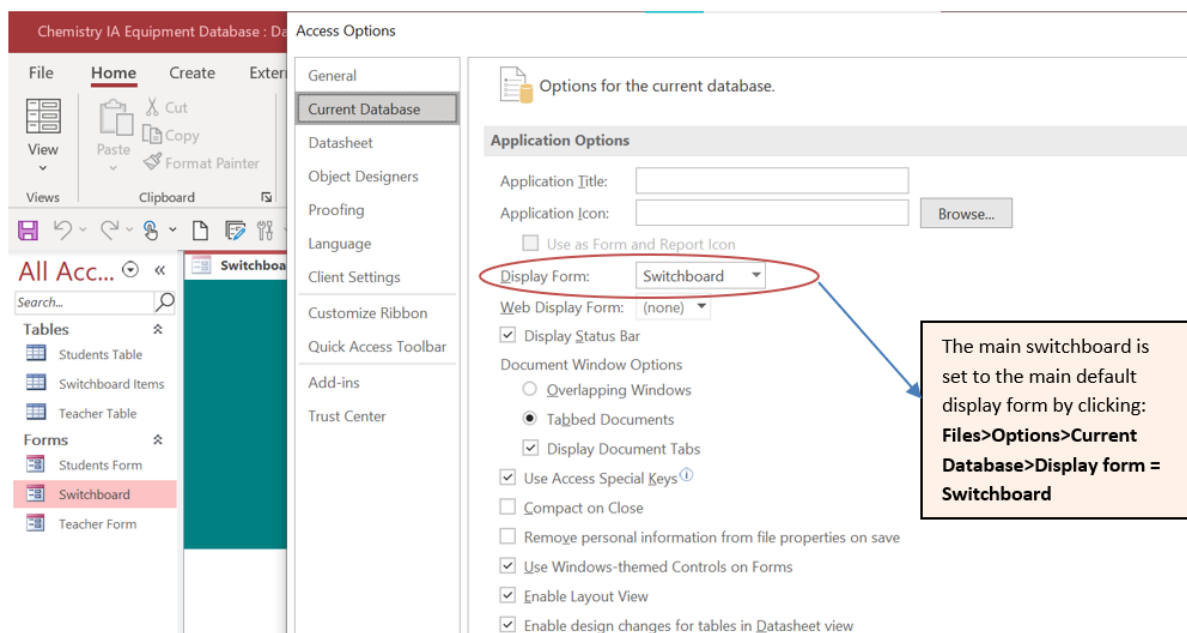 Chemistry IA Equipment Database : Da
Access Options
File Home Create Exter
View
Paste
Cut
Copy
Format Painter
Views Clipboard
All Acc...
Search...
Tables
Students Table
Switchboard Items
Teacher Table
Forms
Students Form
Switchboard
Teacher Form
Switchboa
General
Current Database
Datasheet
Object Designers
Proofing
Language
Client Settings
Customize Ribbon
Quick Access Toolbar
Add-ins
Trust Center
Options for the current database.
Application Options
Application Title:
Application Icon: Browse...
Use as Form and Report Icon
Display Form: Switchboard
Web Display Form: (none)
Display Status Bar
Document Window Options
Overlapping Windows
Tabbed Documents
Display Document Tabs
Use Access Special Keys
Compact on Close
Remove personal information from file properties on save
Use Windows-themed Controls on Forms
Enable Layout View
Enable design changes for tables in Datasheet view
The main switchboard is
set to the main default
display form by clicking:
Files>Options>Current
Database>Display form =
Switchboard